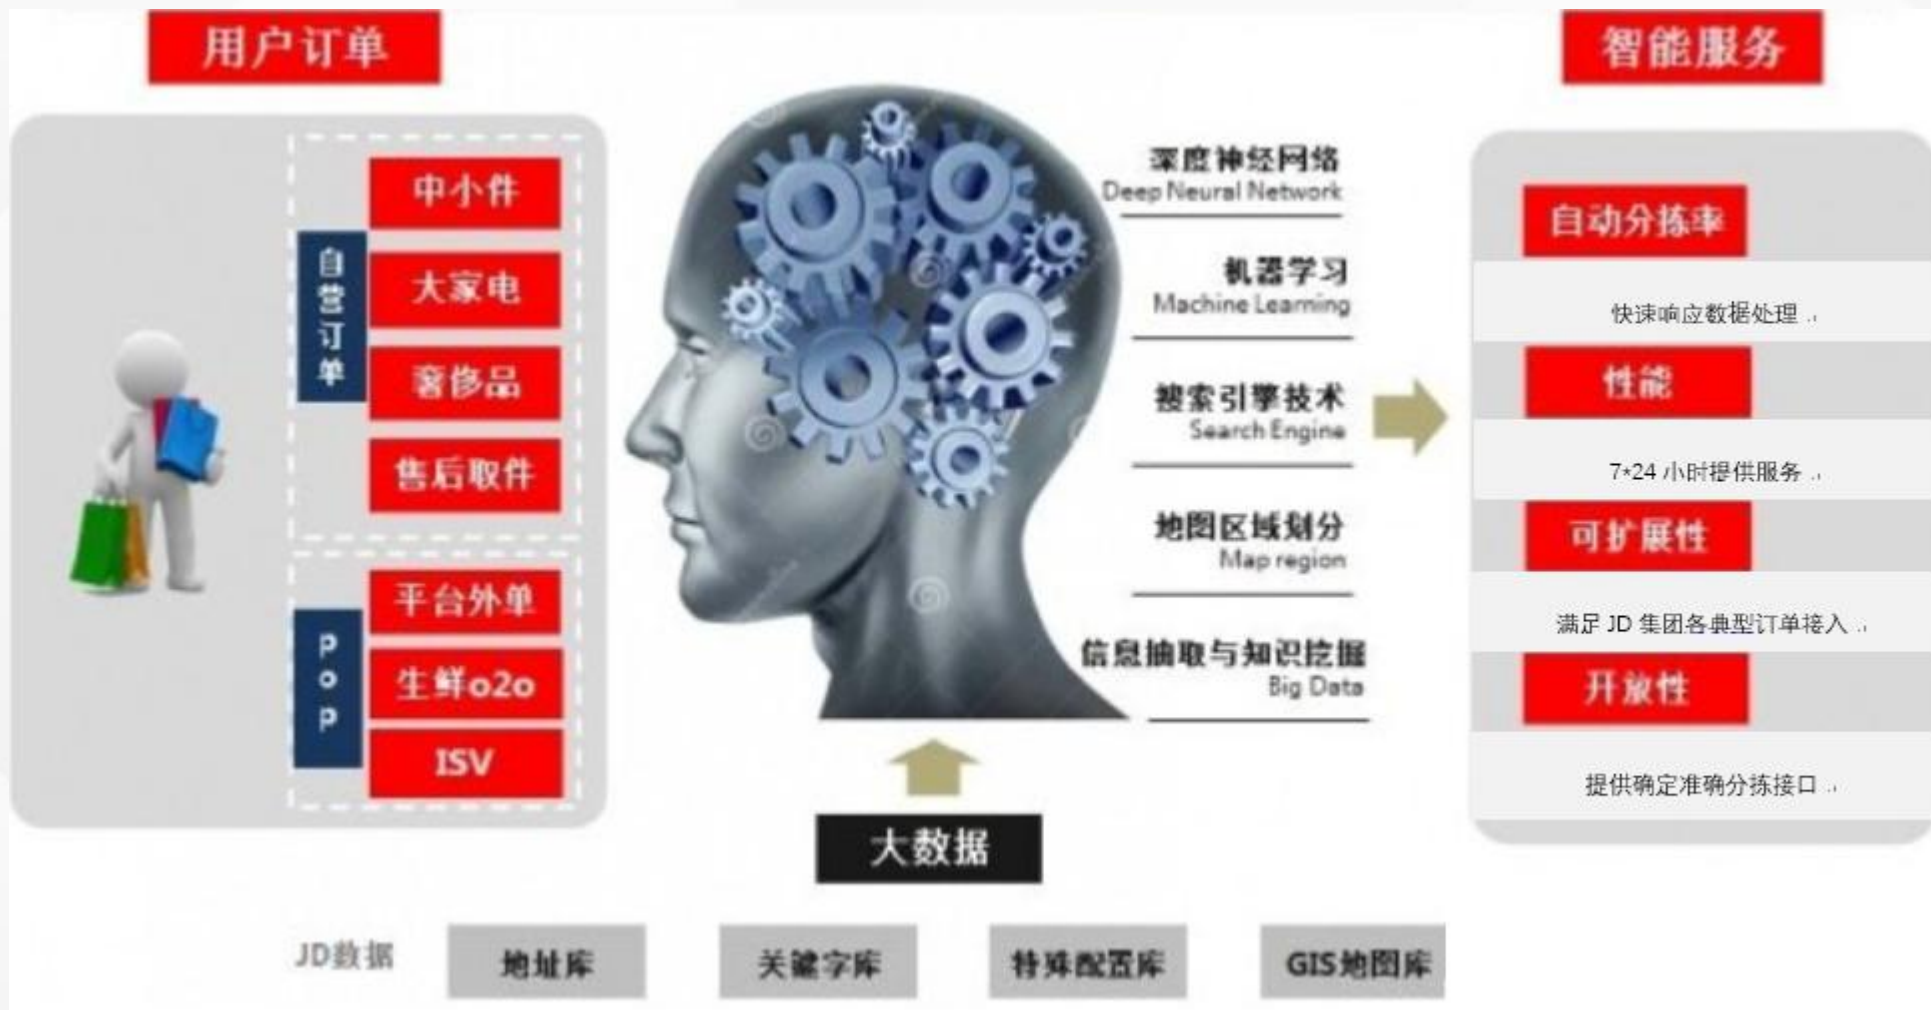 用户订单
自营订单
中小件
大家电
奢侈品
售后取件
POP
平台外单
生鲜o2o
ISV
深度神经网络
Deep Neural Network
机器学习
Machine Learning
搜索引擎技术
Search Engine
地图区域划分
Map region
信息抽取与知识挖掘
Big Data
大数据
JD数据
地址库
关键字库
特殊配置库
GIS地图库
智能服务
自动分拣率
快速响应数据处理
性能
7*24 小时提供服务
可扩展性
满足 JD 集团各典型订单接入
开放性
提供确定准确分拣接口